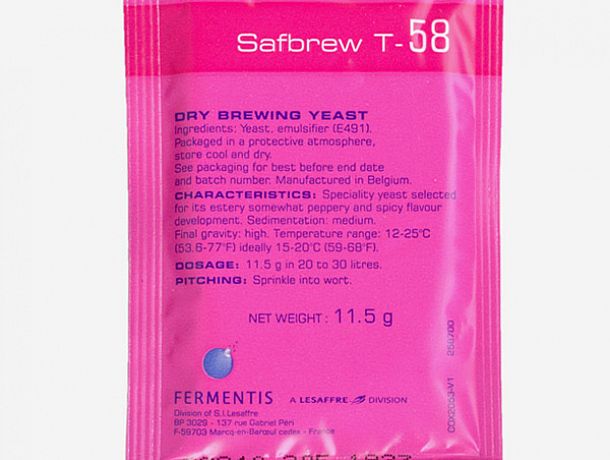 Safbrew T-58
DRY BREWING YEAST
Ingredients: Yeast, emulsifier (E491).
Packaged in a protective atmosphere,
store cool and dry.
See packaging for best before end date
and batch number. Manufactured in Belgium.
CHARACTERISTICS: Speciality yeast selected
for its estery somewhat peppery and spicy flavour
development. Sedimentation: medium.
Final gravity: high. Temperature range: 12-25°C
(53.6-77°F) ideally 15-20°C (59-68°F).
DOSAGE: 11.5 g in 20 to 30 litres.
PITCHING: Sprinkle into wort.
NET WEIGHT: 11.5 g
FERMENTIS A LESAFFRE DIVISION
Division of S.I.Lesaffre
BP 3029 - 137 rue Gabriel Péri
F-59703 Marcq-en-Barœul cedex - France